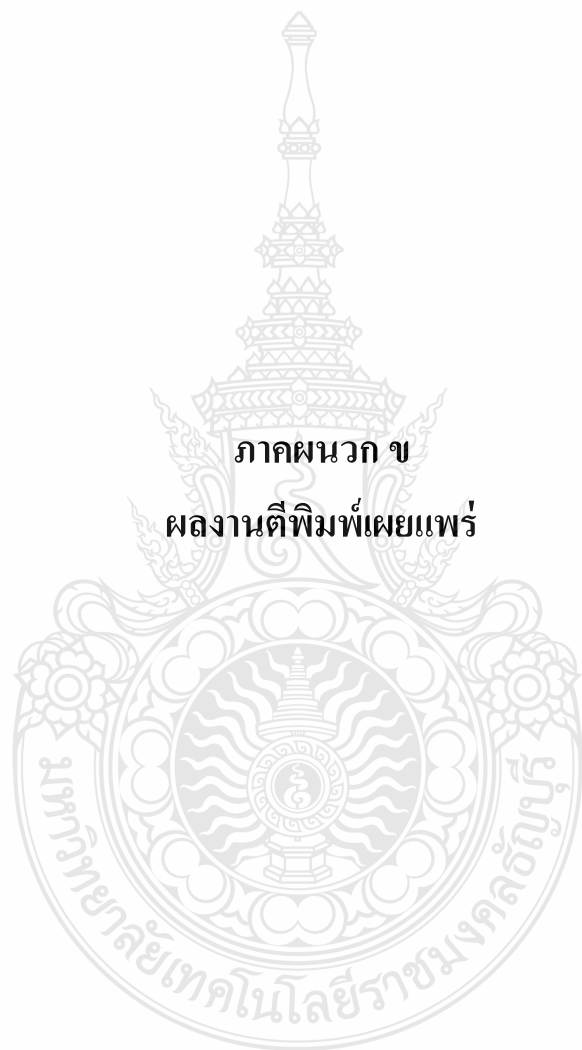 ภาคผนวก ข
ผลงานตีพิมพ์เผยแพร่
มหาวิทยาลัยเทคโนโลยีราชมงคลธัญบุรี